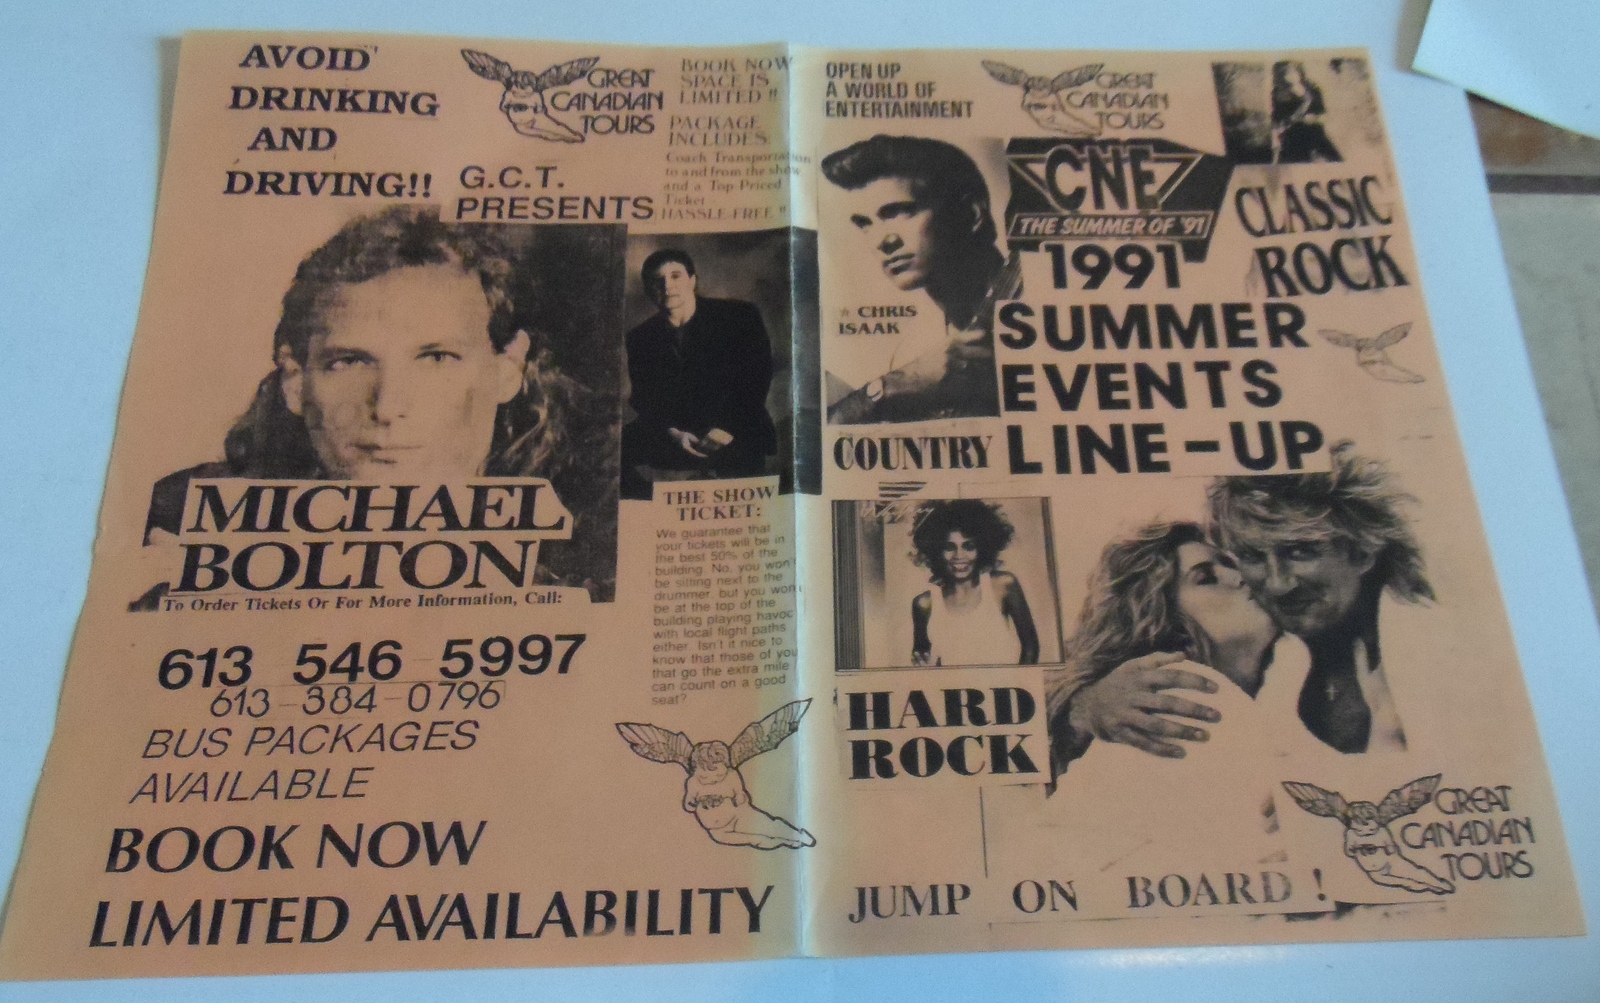 AVOID
DRINKING
AND
DRIVING!!
GREAT
CANADIAN
TOURS
BOOK NOW
SPACE IS
LIMITED !!
PACKAGE
INCLUDES:
Coach Transportation
to and from the show
and a Top-Priced
Ticket
HASSLE-FREE !!
G.C.T.
PRESENTS
MICHAEL
BOLTON
To Order Tickets Or For More Information, Call:
613 546 5997
613-384-0796
BUS PACKAGES
AVAILABLE
BOOK NOW
LIMITED AVAILABILITY
THE SHOW
TICKET:
We guarantee that
your tickets will be in
the best 50% of the
building. No, you won't
be sitting next to the
drummer, but you won't
be at the top of the
building playing havoc
with local flight paths
either. Isn't it nice to
know that those of you
that go the extra mile
can count on a good
seat?
OPEN UP
A WORLD OF
ENTERTAINMENT
GREAT
CANADIAN
TOURS
CNE
THE SUMMER OF '91
CLASSIC
ROCK
1991
SUMMER
EVENTS
LINE-UP
★ CHRIS
ISAAK
COUNTRY
Whitney
HARD
ROCK
GREAT
CANADIAN
TOURS
JUMP ON BOARD !